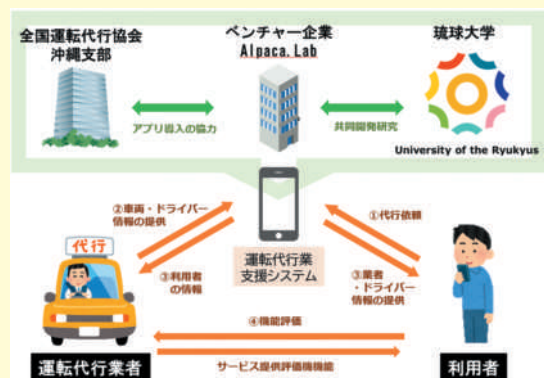 全国運転代行協会
沖縄支部
ベンチャー企業
Alpaca.Lab
琉球大学
アプリ導入の協力
共同開発研究
University of the Ryukyus
②車両・ドライバー
情報の提供
①代行依頼
代行
③利用者
の情報
運転代行業
支援システム
③業者
・ドライバー
情報の提供
④機能評価
運転代行業者
サービス提供評価機機能
利用者